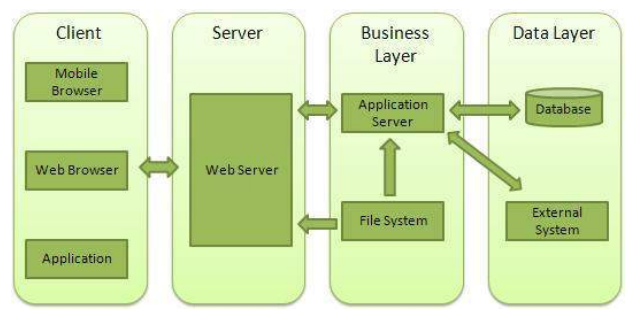 Client
Mobile
Browser
Web Browser
Application
Server
Web Server
Business
Layer
Application
Server
File System
Data Layer
Database
External
System